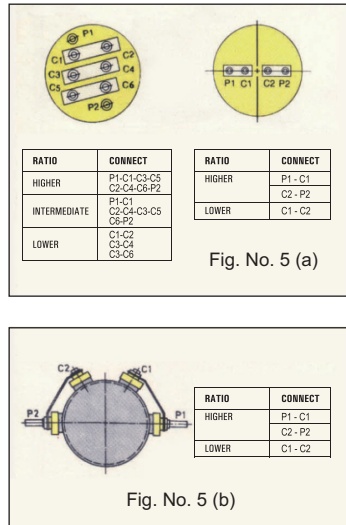 P1
C1 C2
C3 C4
C5 C6
P2
P1 C1 C2 P2
RATIO CONNECT
HIGHER P1-C1-C3-C5
C2-C4-C6-P2
INTERMEDIATE P1-C1
C2-C4-C3-C5
C6-P2
LOWER C1-C2
C3-C4
C3-C6
RATIO CONNECT
HIGHER P1 - C1
C2 - P2
LOWER C1 - C2
Fig. No. 5 (a)
C2 C1
P2 P1
RATIO CONNECT
HIGHER P1 - C1
C2 - P2
LOWER C1 - C2
Fig. No. 5 (b)